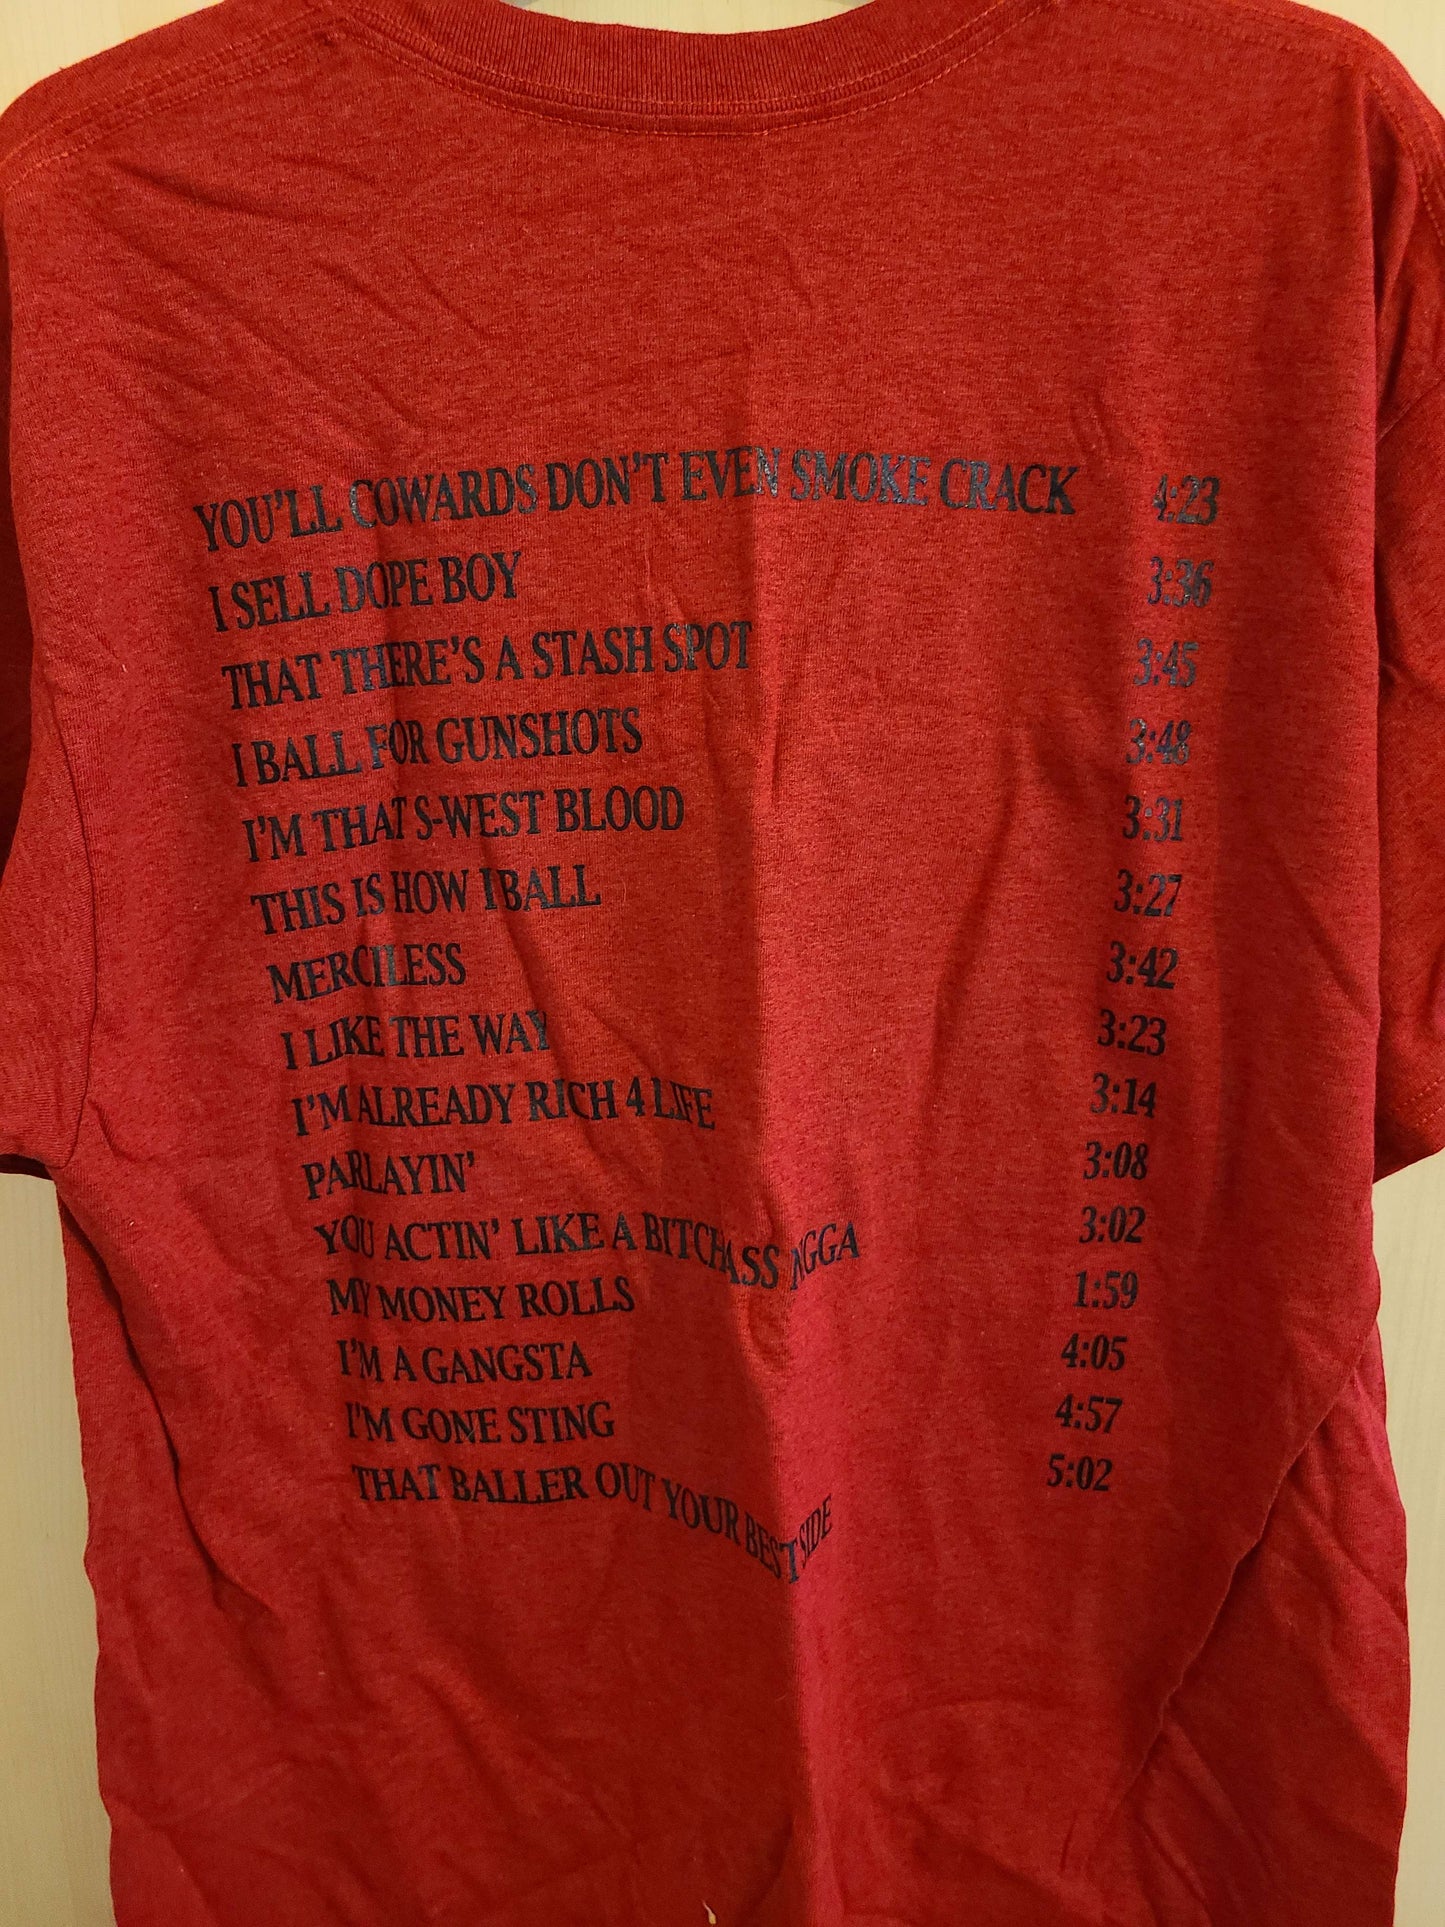 YOU'LL COWARDS DON'T EVEN SMOKE CRACK 4:23
I SELL DOPE BOY 3:36
THAT THERE'S A STASH SPOT 3:45
I BALL FOR GUNSHOTS 3:48
I'M THAT S-WEST BLOOD 3:31
THIS IS HOW I BALL 3:27
MERCILESS 3:42
I LIKE THE WAY 3:23
I'M ALREADY RICH 4 LIFE 3:14
PARLAYIN' 3:08
YOU ACTIN' LIKE A BITCH ASS NGGA 3:02
MY MONEY ROLLS 1:59
I'M A GANGSTA 4:05
I'M GONE STING 4:57
THAT BALLER OUT YOUR BEST SIDE 5:02